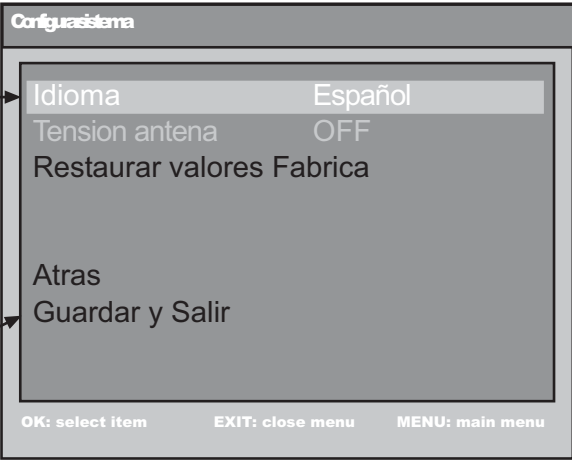 Configurasistema
Idioma Español
Tension antena OFF
Restaurar valores Fabrica
Atras
Guardar y Salir
OK: select item EXIT: close menu MENU: main menu